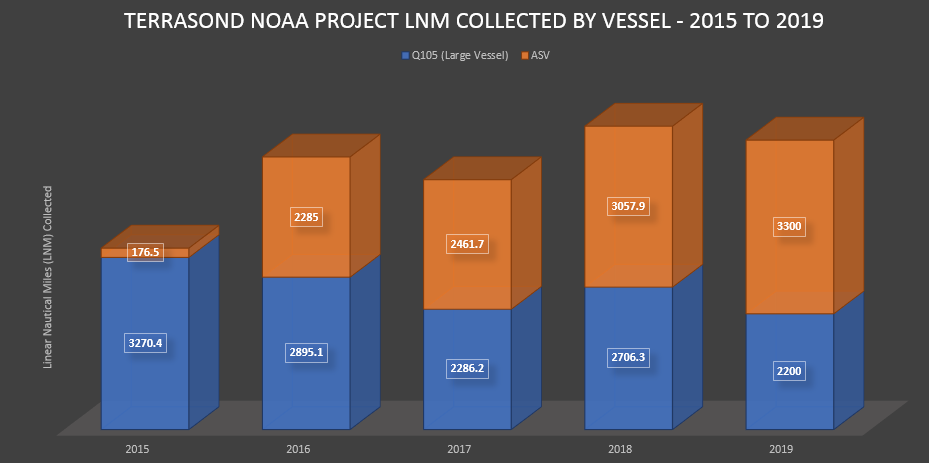 TERRASOND NOAA PROJECT LNM COLLECTED BY VESSEL - 2015 TO 2019
Q105 (Large Vessel) ASV
Linear Nautical Miles (LNM) Collected
176.5 2285 2461.7 3057.9 3300
3270.4 2895.1 2286.2 2706.3 2200
2015 2016 2017 2018 2019